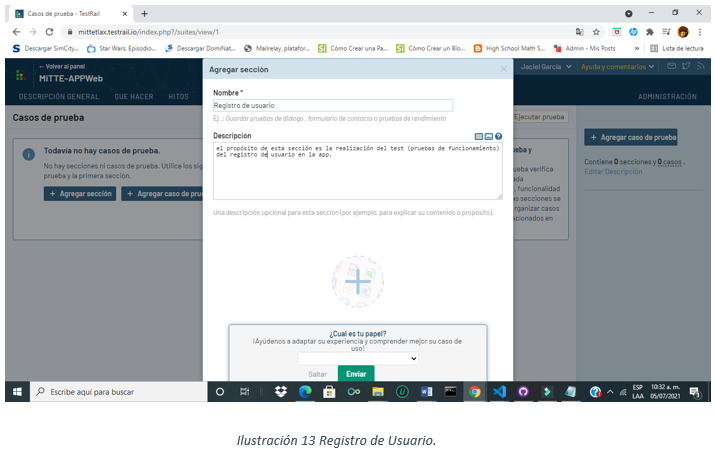 Casos de prueba - TestRail
mittetlax.testrail.io/index.php?/suites/view/1
Descargar SimCity...
Star Wars. Episodio...
Descargar DomiNat...
Mailrelay, platafor...
Cómo Crear una Pa...
Cómo Crear un Blo...
High School Math S...
Admin - Mis Posts
»
Lista de lectura
← Volver al panel
MiTTE-APPWeb
Jaciel García
Ayuda y comentarios
DESCRIPCIÓN GENERAL
QUE HACER
HITOS
ADMINISTRACIÓN
Casos de prueba
Ejecutar prueba
Todavía no hay casos de prueba.
No hay secciones ni casos de prueba. Utilice los sig
prueba y la primera sección.
+ Agregar sección
+ Agregar caso de pru
Agregar sección
Nombre *
Registro de usuario
Ej .: Guardar pruebas de diálogo , formulario de contacto o pruebas de rendimiento
Descripción
el propósito de esta sección es la realización del test (pruebas de funcionamiento)
del registro de usuario en la app.
Una descripción opcional para esta sección (por ejemplo, para explicar su contenido o propósito).
¿Cual es tu papel?
¡Ayúdenos a adaptar su experiencia y comprender mejor su caso de
uso!
Saltar
Enviar
eba y
ueba verifica
ada
, funcionalidad
as secciones se
rganizar casos
ecionados en
+ Agregar caso de prueba
Contiene 0 secciones y 0 casos .
Editar Descripción
Escribe aquí para buscar
ESP
LAA
10:32 a. m.
05/07/2021
Ilustración 13 Registro de Usuario.